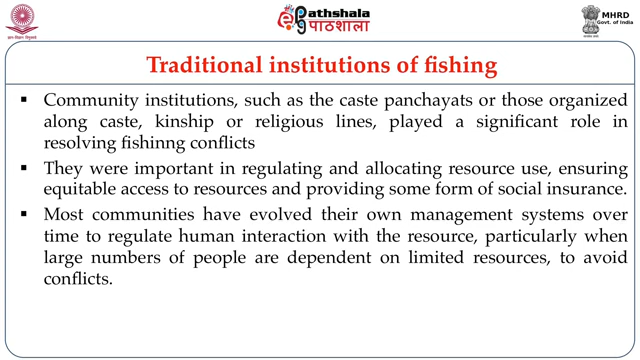 Pathshala
पाठशाला
MHRD
Govt. of India
Traditional institutions of fishing
▪ Community institutions, such as the caste panchayats or those organized
along caste, kinship or religious lines, played a significant role in
resolving fishinng conflicts
▪ They were important in regulating and allocating resource use, ensuring
equitable access to resources and providing some form of social insurance.
▪ Most communities have evolved their own management systems over
time to regulate human interaction with the resource, particularly when
large numbers of people are dependent on limited resources, to avoid
conflicts.